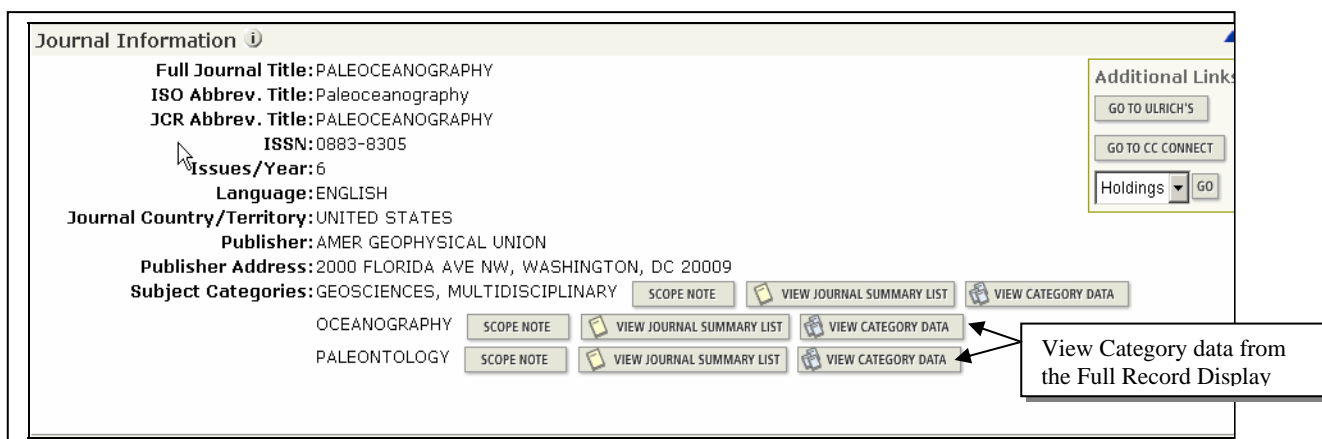 Journal Information i
Full Journal Title: PALEOCEANOGRAPHY
ISO Abbrev. Title: Paleoceanography
JCR Abbrev. Title: PALEOCEANOGRAPHY
ISSN: 0883-8305
Issues/Year: 6
Language: ENGLISH
Journal Country/Territory: UNITED STATES
Publisher: AMER GEOPHYSICAL UNION
Publisher Address: 2000 FLORIDA AVE NW, WASHINGTON, DC 20009
Subject Categories: GEOSCIENCES, MULTIDISCIPLINARY SCOPE NOTE VIEW JOURNAL SUMMARY LIST VIEW CATEGORY DATA
OCEANOGRAPHY SCOPE NOTE VIEW JOURNAL SUMMARY LIST VIEW CATEGORY DATA
PALEONTOLOGY SCOPE NOTE VIEW JOURNAL SUMMARY LIST VIEW CATEGORY DATA
Additional Links
GO TO ULRICH'S
GO TO CC CONNECT
Holdings GO
View Category data from
the Full Record Display